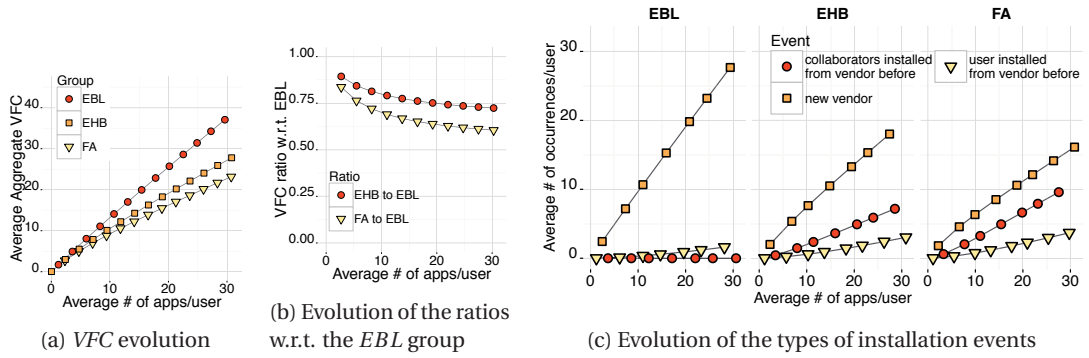 Average Aggregate VFC
40
30
20
10
0
Group
EBL
EHB
FA
0 10 20 30
Average # of apps/user
(a) VFC evolution
VFC ratio w.r.t. EBL
1.00
0.75
0.50
0.25
0.00
Ratio
EHB to EBL
FA to EBL
0 10 20 30
Average # of apps/user
(b) Evolution of the ratios
w.r.t. the EBL group
EBL EHB FA
Average # of occurrences/user
30
20
10
0
Event
collaborators installed
from vendor before
new vendor
user installed
from vendor before
0 10 20 30 0 10 20 30 0 10 20 30
Average # of apps/user
(c) Evolution of the types of installation events